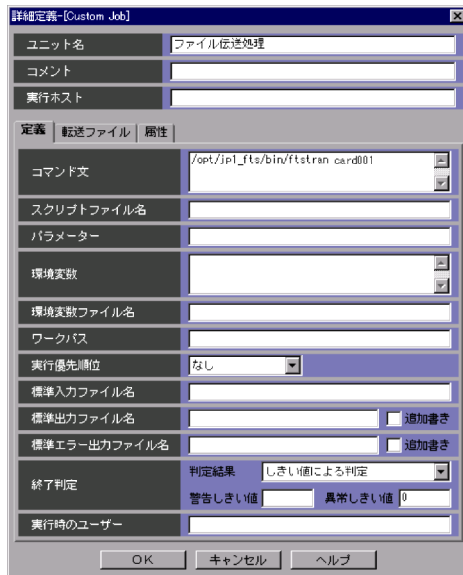 詳細定義-[Custom Job]
ユニット名 ファイル伝送処理
コメント
実行ホスト
定義 転送ファイル 属性
コマンド文 /opt/jp1_fts/bin/ftstran card001
スクリプトファイル名
パラメーター
環境変数
環境変数ファイル名
ワークパス
実行優先順位 なし
標準入力ファイル名
標準出力ファイル名 追加書き
標準エラー出力ファイル名 追加書き
終了判定 判定結果 しきい値による判定
警告しきい値 異常しきい値 0
実行時のユーザー
OK キャンセル ヘルプ